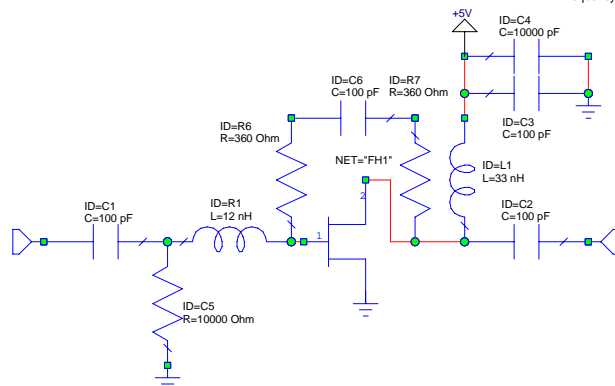 +5V
ID=C4
C=10000 pF
ID=C6
C=100 pF
ID=R7
R=360 Ohm
ID=R6
R=360 Ohm
ID=C3
C=100 pF
NET="FH1"
ID=L1
L=33 nH
2
ID=C1
C=100 pF
ID=R1
L=12 nH
1
ID=C2
C=100 pF
ID=C5
R=10000 Ohm